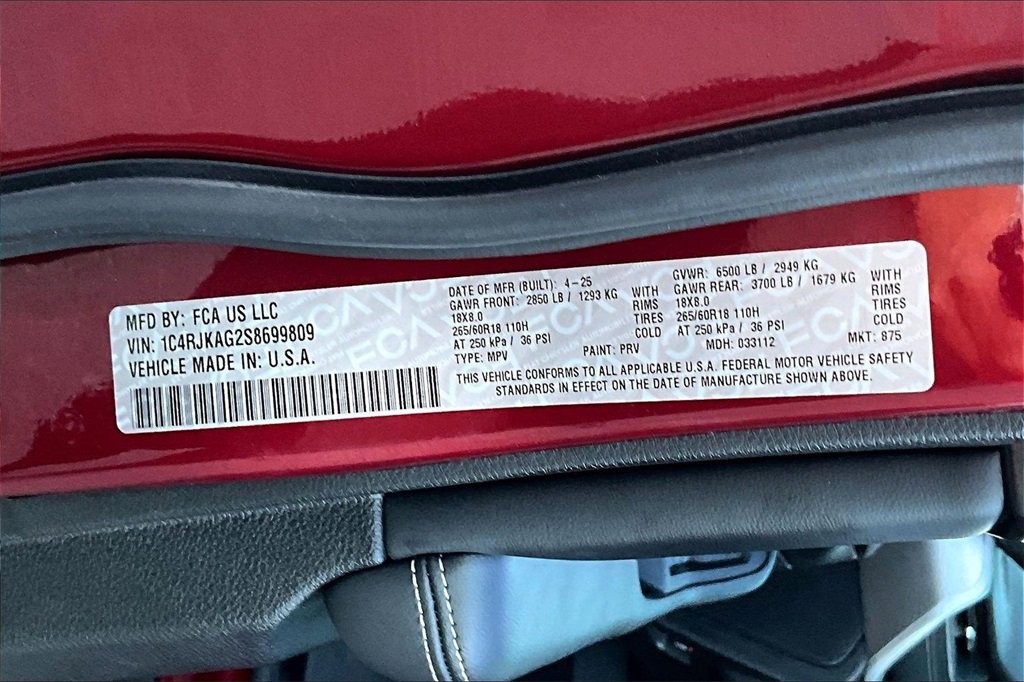 MFD BY: FCA US LLC
VIN: 1C4RJKAG2S8699809
VEHICLE MADE IN: U.S.A.
DATE OF MFR (BUILT): 4-25 GVWR: 6500 LB / 2949 KG
GAWR FRONT: 2850 LB / 1293 KG WITH GAWR REAR: 3700 LB / 1679 KG WITH
18X8.0 RIMS 18X8.0 RIMS
265/60R18 110H TIRES 265/60R18 110H TIRES
AT 250 kPa / 36 PSI COLD AT 250 kPa / 36 PSI COLD
TYPE: MPV PAINT: PRV MDH: 033112 MKT: 875
THIS VEHICLE CONFORMS TO ALL APPLICABLE U.S.A. FEDERAL MOTOR VEHICLE SAFETY
STANDARDS IN EFFECT ON THE DATE OF MANUFACTURE SHOWN ABOVE.